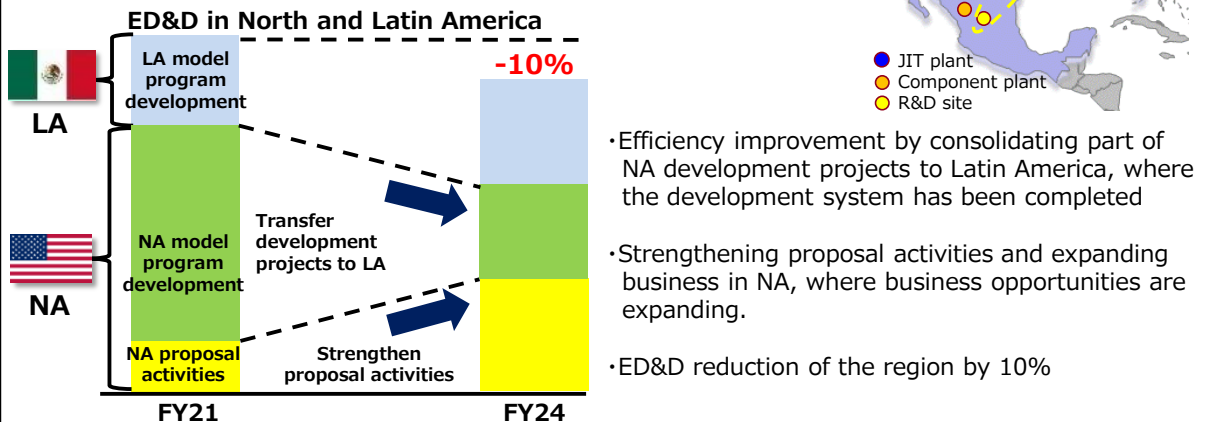 ED&D in North and Latin America
LA model
program
development
-10%
LA
NA model
program
development
Transfer
development
projects to LA
NA
NA proposal
activities
Strengthen
proposal activities
FY21
FY24
JIT plant
Component plant
R&D site
・Efficiency improvement by consolidating part of
NA development projects to Latin America, where
the development system has been completed
・Strengthening proposal activities and expanding
business in NA, where business opportunities are
expanding.
・ED&D reduction of the region by 10%